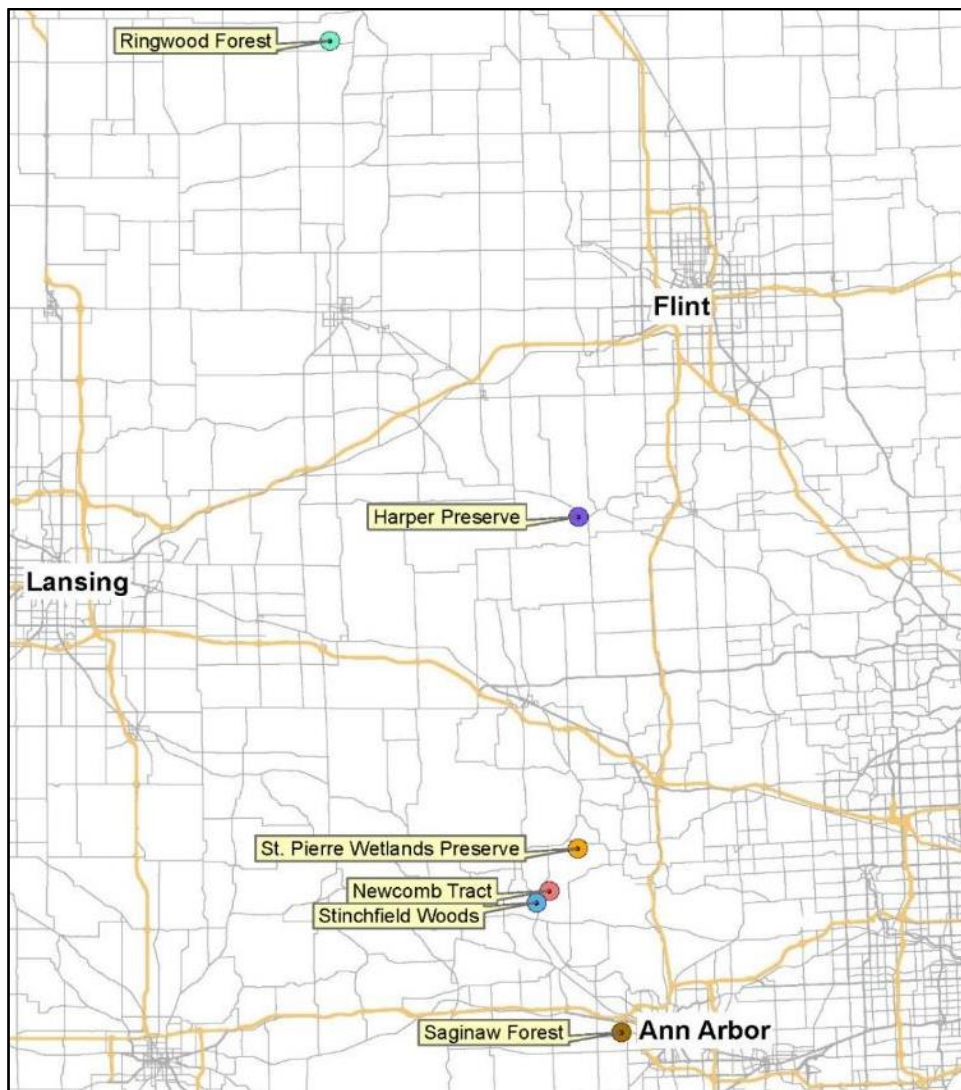 Ringwood Forest
Flint
Harper Preserve
Lansing
St. Pierre Wetlands Preserve
Newcomb Tract
Stinchfield Woods
Saginaw Forest
Ann Arbor